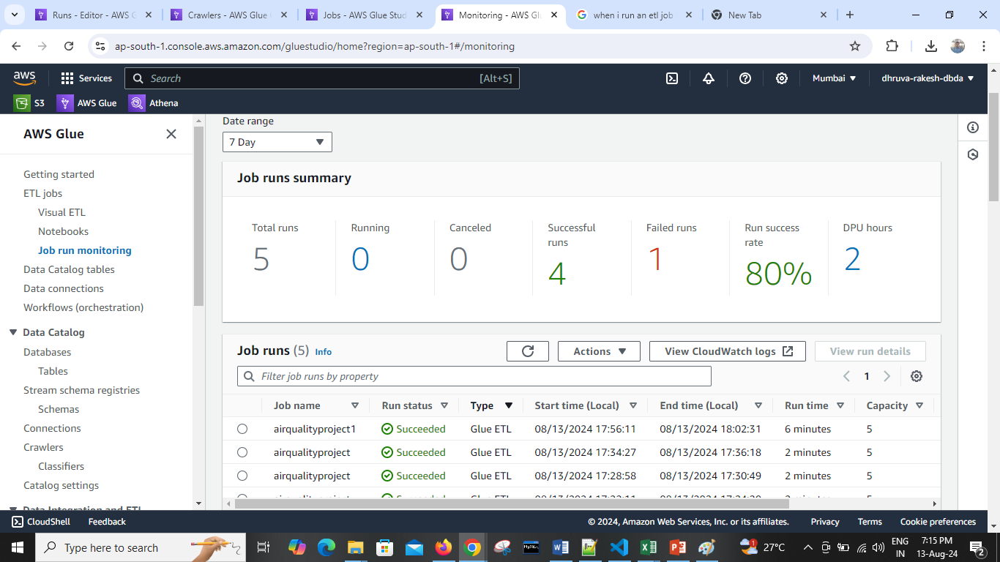 Runs - Editor - AWS G
Crawlers - AWS Glue
Jobs - AWS Glue Stud
Monitoring - AWS Gl
when i run an etl job
New Tab
ap-south-1.console.aws.amazon.com/gluestudio/home?region=ap-south-1#/monitoring
aws
Services
Search
[Alt+S]
Mumbai
dhruva-rakesh-dbda
S3
AWS Glue
Athena
AWS Glue
Getting started
ETL jobs
Visual ETL
Notebooks
Job run monitoring
Data Catalog tables
Data connections
Workflows (orchestration)
Data Catalog
Databases
Tables
Stream schema registries
Schemas
Connections
Crawlers
Classifiers
Catalog settings
Data Integration and ETL
Date range
7 Day
Job runs summary
Total runs
5
Running
0
Canceled
0
Successful
runs
4
Failed runs
1
Run success
rate
80%
DPU hours
2
Job runs (5) Info
Actions
View CloudWatch logs
View run details
Filter job runs by property
1
Job name Run status Type Start time (Local) End time (Local) Run time Capacity
airqualityproject1 Succeeded Glue ETL 08/13/2024 17:56:11 08/13/2024 18:02:31 6 minutes 5
airqualityproject Succeeded Glue ETL 08/13/2024 17:34:27 08/13/2024 17:36:18 2 minutes 5
airqualityproject Succeeded Glue ETL 08/13/2024 17:28:58 08/13/2024 17:30:49 2 minutes 5
CloudShell
Feedback
© 2024, Amazon Web Services, Inc. or its affiliates.
Privacy
Terms
Cookie preferences
Type here to search
27°C
ENG
IN
7:15 PM
13-Aug-24
2